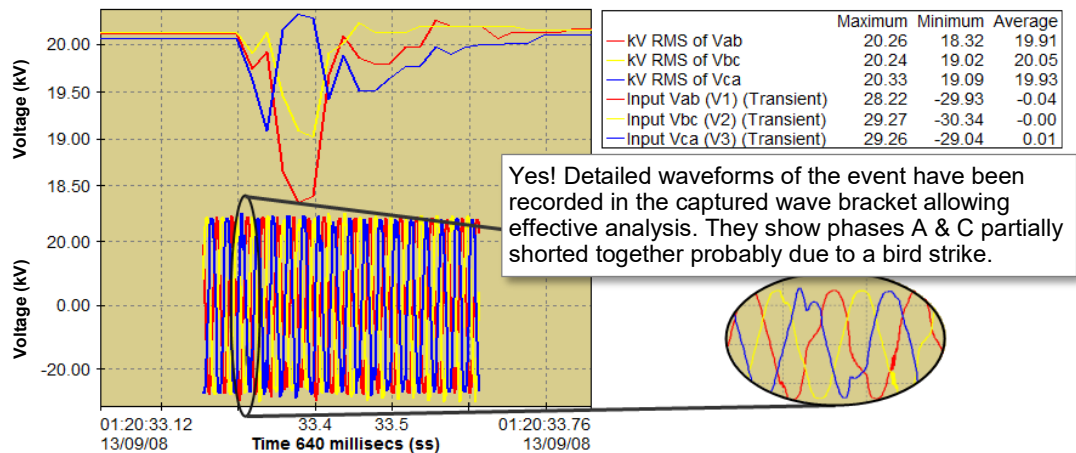 Voltage (kV)
20.00
19.50
19.00
18.50
Voltage (kV)
20.00
0.00
-20.00
01:20:33.12 33.4 33.5 01:20:33.76
13/09/08 Time 640 millisecs (ss) 13/09/08
Maximum Minimum Average
kV RMS of Vab 20.26 18.32 19.91
kV RMS of Vbc 20.24 19.02 20.05
kV RMS of Vca 20.33 19.09 19.93
Input Vab (V1) (Transient) 28.22 -29.93 -0.04
Input Vbc (V2) (Transient) 29.27 -30.34 -0.00
Input Vca (V3) (Transient) 29.26 -29.04 0.01
Yes! Detailed waveforms of the event have been
recorded in the captured wave bracket allowing
effective analysis. They show phases A & C partially
shorted together probably due to a bird strike.